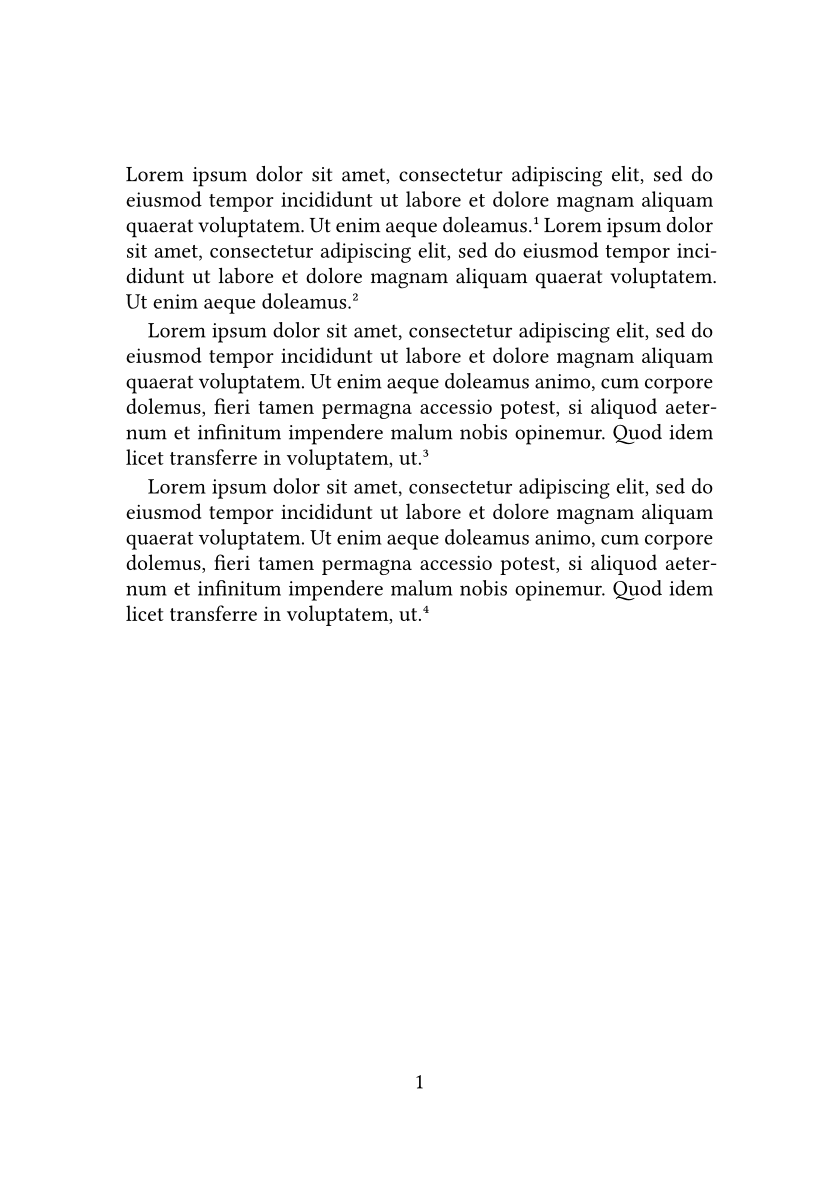 Lorem ipsum dolor sit amet, consectetur adipiscing elit, sed do
eiusmod tempor incididunt ut labore et dolore magnam aliquam
quaerat voluptatem. Ut enim aeque doleamus.¹ Lorem ipsum dolor
sit amet, consectetur adipiscing elit, sed do eiusmod tempor inci-
didunt ut labore et dolore magnam aliquam quaerat voluptatem.
Ut enim aeque doleamus.²
Lorem ipsum dolor sit amet, consectetur adipiscing elit, sed do
eiusmod tempor incididunt ut labore et dolore magnam aliquam
quaerat voluptatem. Ut enim aeque doleamus animo, cum corpore
dolemus, fieri tamen permagna accessio potest, si aliquod aeter-
num et infinitum impendere malum nobis opinemur. Quod idem
licet transferre in voluptatem, ut.³
Lorem ipsum dolor sit amet, consectetur adipiscing elit, sed do
eiusmod tempor incididunt ut labore et dolore magnam aliquam
quaerat voluptatem. Ut enim aeque doleamus animo, cum corpore
dolemus, fieri tamen permagna accessio potest, si aliquod aeter-
num et infinitum impendere malum nobis opinemur. Quod idem
licet transferre in voluptatem, ut.⁴
1